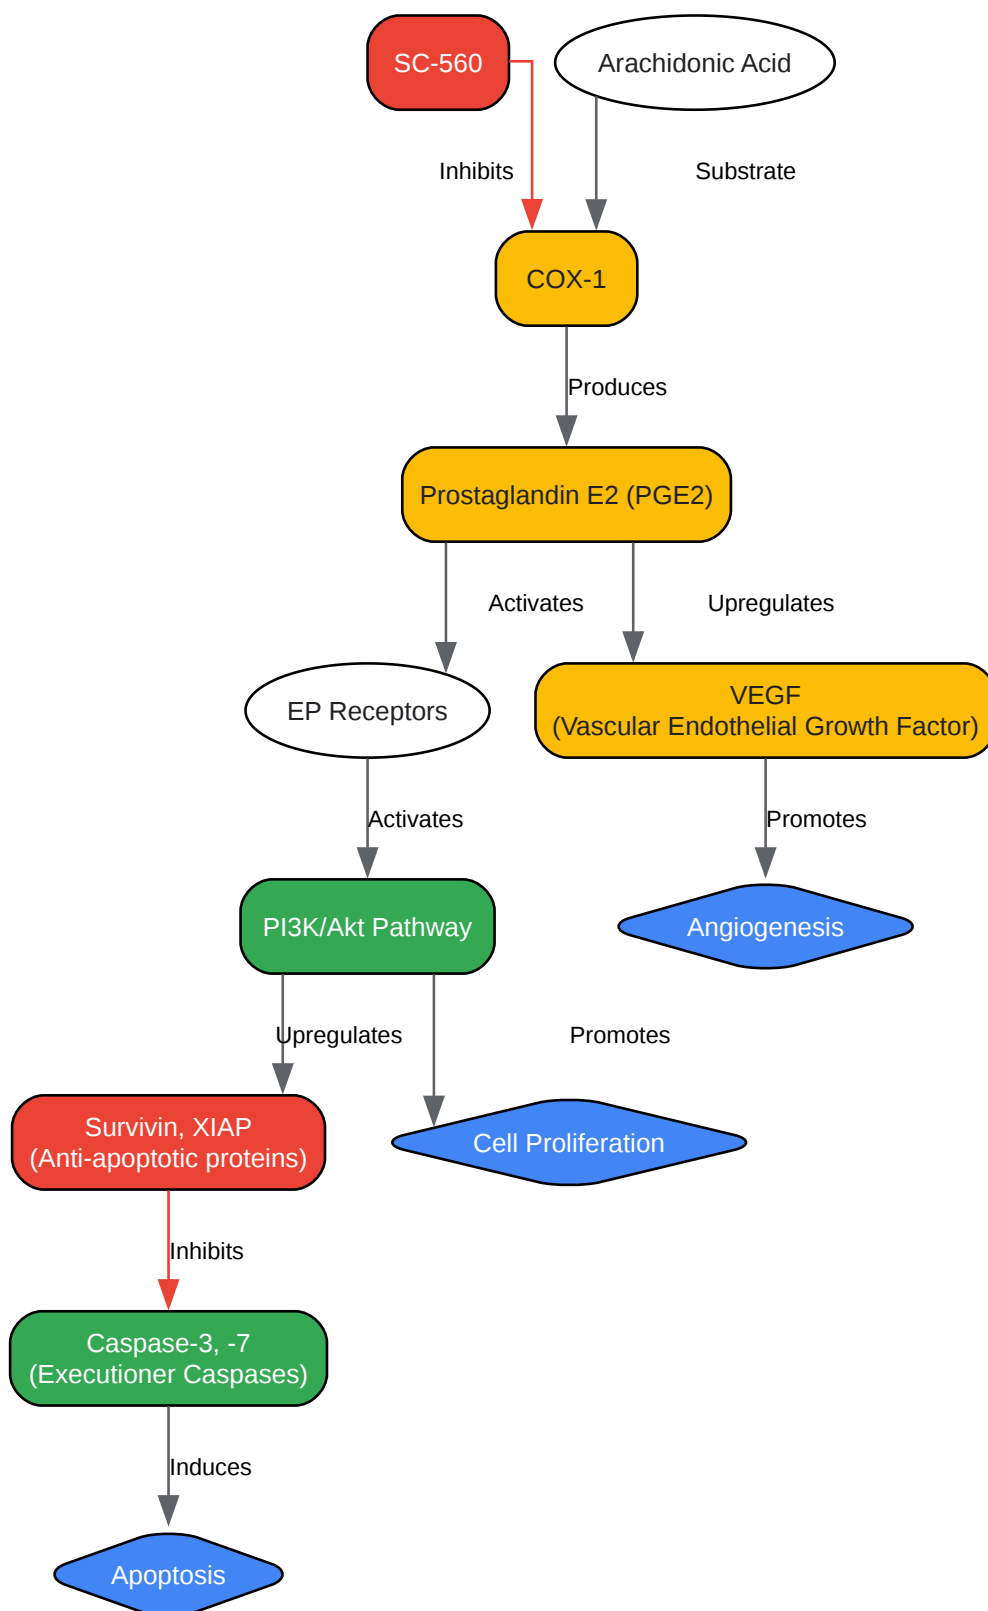 SC-560
Arachidonic Acid
Inhibits
Substrate
COX-1
Produces
Prostaglandin E2 (PGE2)
Activates
Upregulates
EP Receptors
VEGF
(Vascular Endothelial Growth Factor)
Activates
Promotes
PI3K/Akt Pathway
Angiogenesis
Upregulates
Promotes
Survivin, XIAP
(Anti-apoptotic proteins)
Cell Proliferation
Inhibits
Caspase-3, -7
(Executioner Caspases)
Induces
Apoptosis